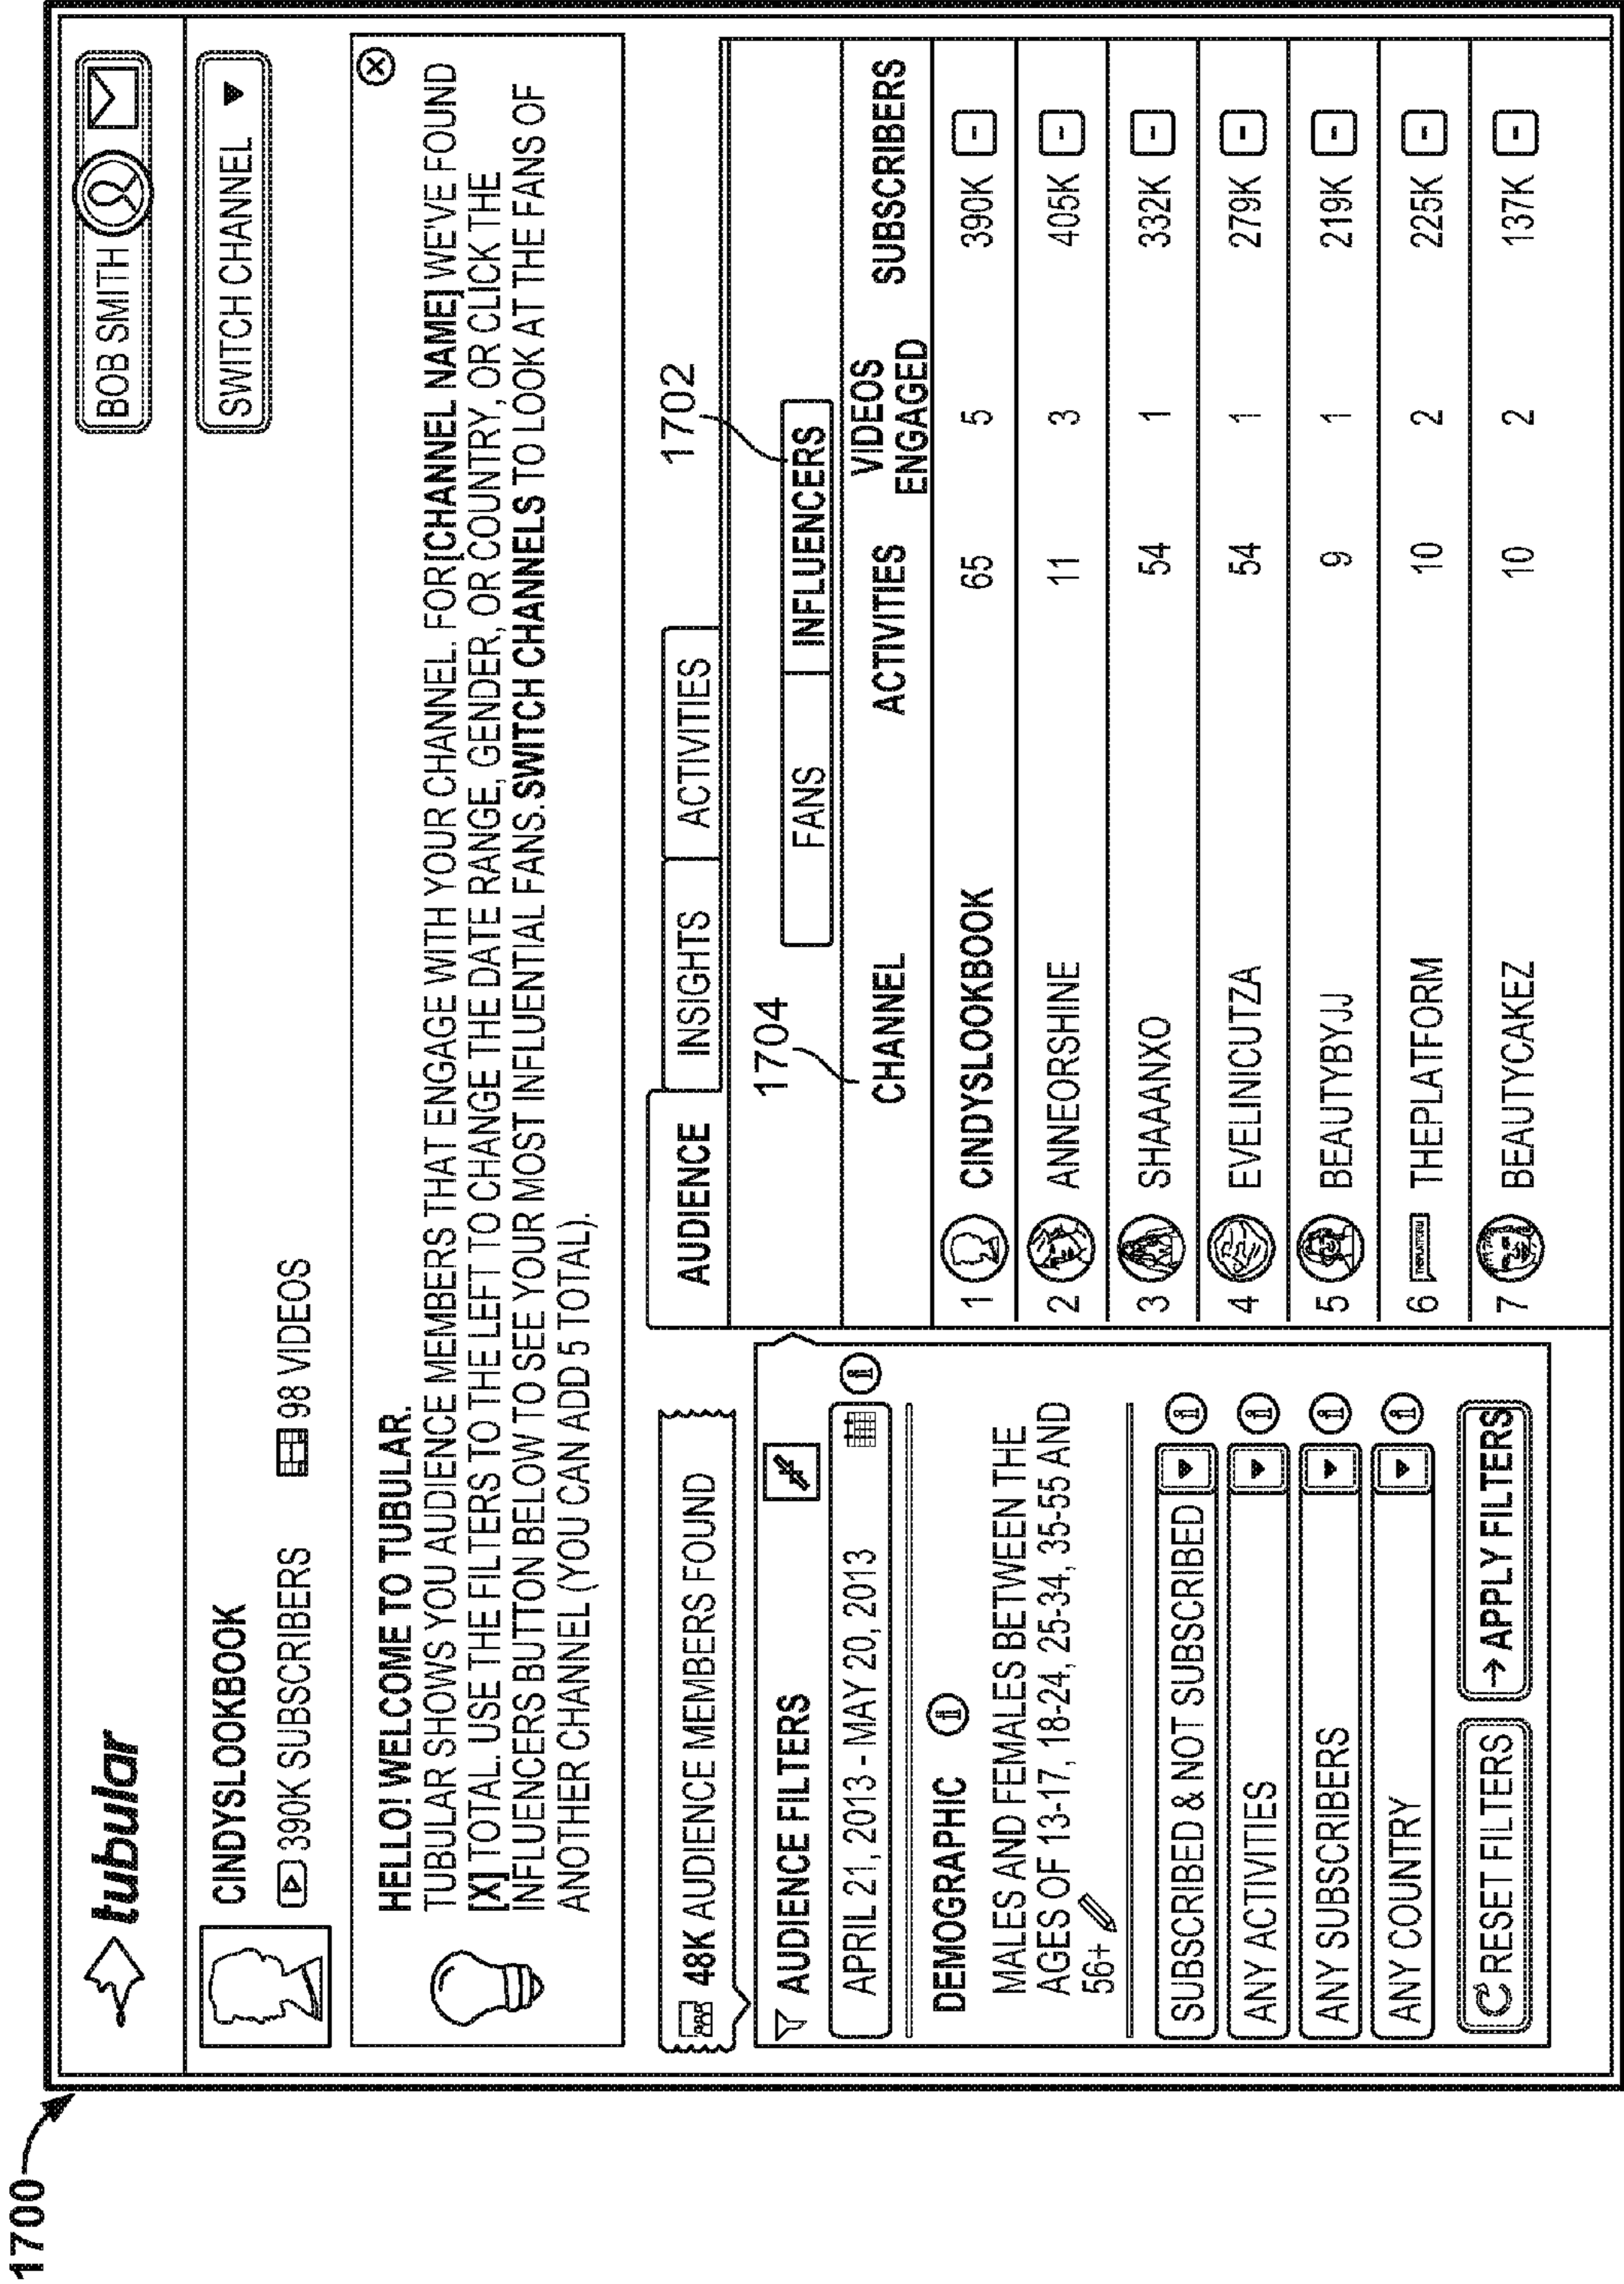 1700
tubular
BOB SMITH
CINDYSLOOKBOOK
390K SUBSCRIBERS 98 VIDEOS
SWITCH CHANNEL
HELLO! WELCOME TO TUBULAR.
TUBULAR SHOWS YOU AUDIENCE MEMBERS THAT ENGAGE WITH YOUR CHANNEL. FOR[CHANNEL NAME] WE'VE FOUND
[X] TOTAL. USE THE FILTERS TO THE LEFT TO CHANGE THE DATE RANGE, GENDER, OR COUNTRY, OR CLICK THE
INFLUENCERS BUTTON BELOW TO SEE YOUR MOST INFLUENTIAL FANS.SWITCH CHANNELS TO LOOK AT THE FANS OF
ANOTHER CHANNEL (YOU CAN ADD 5 TOTAL).
48K AUDIENCE MEMBERS FOUND
AUDIENCE FILTERS
APRIL 21, 2013 - MAY 20, 2013
DEMOGRAPHIC
MALES AND FEMALES BETWEEN THE
AGES OF 13-17, 18-24, 25-34, 35-55 AND
56+
SUBSCRIBED & NOT SUBSCRIBED
ANY ACTIVITIES
ANY SUBSCRIBERS
ANY COUNTRY
RESET FILTERS → APPLY FILTERS
AUDIENCE INSIGHTS ACTIVITIES
1702
1704
FANS INFLUENCERS
CHANNEL ACTIVITIES VIDEOS ENGAGED SUBSCRIBERS
1 CINDYSLOOKBOOK 65 5 390K -
2 ANNEORSHINE 11 3 405K -
3 SHAAANXO 54 1 332K -
4 EVELINICUTZA 54 1 279K -
5 BEAUTYBYJJ 9 1 219K -
6 THEPLATFORM THEPLATFORM 10 2 225K -
7 BEAUTYCAKEZ 10 2 137K -